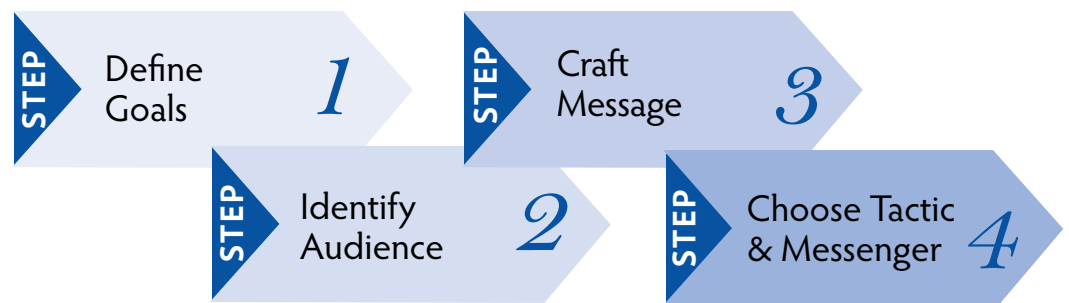 STEP
Define
Goals
1
STEP
Identify
Audience
2
STEP
Craft
Message
3
STEP
Choose Tactic
& Messenger
4